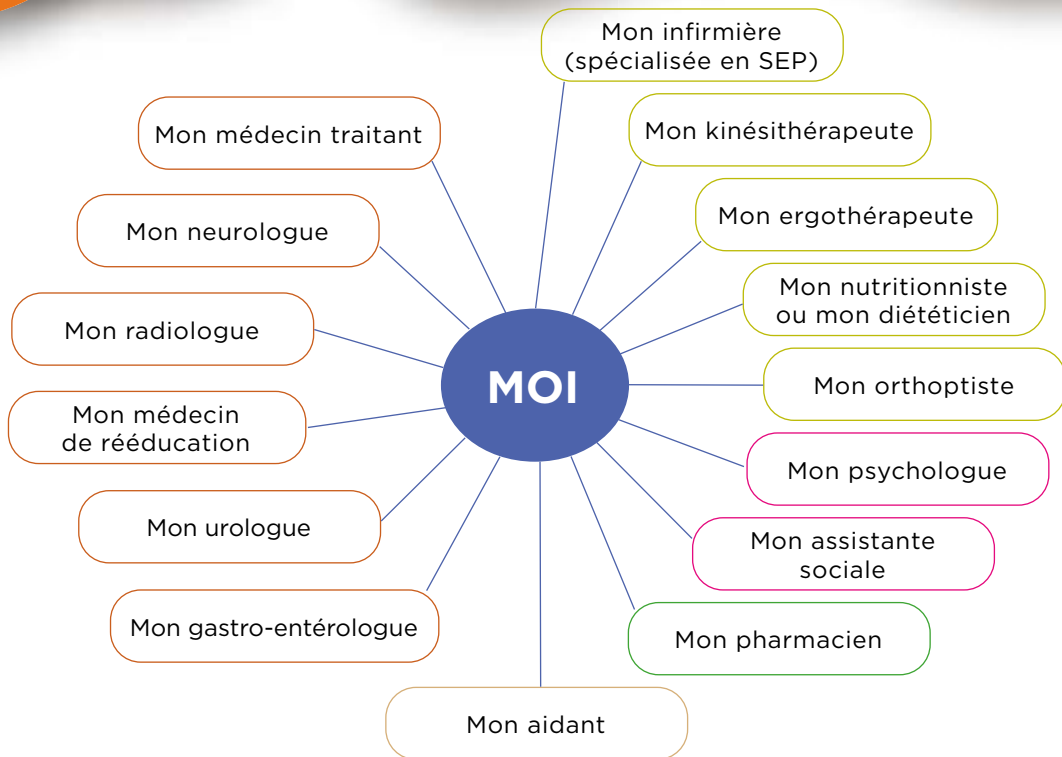 Mon infirmière
(spécialisée en SEP)
Mon médecin traitant
Mon kinésithérapeute
Mon neurologue
Mon ergothérapeute
Mon nutritionniste
ou mon diététicien
Mon radiologue
MOI
Mon orthoptiste
Mon médecin
de rééducation
Mon psychologue
Mon urologue
Mon assistante
sociale
Mon gastro-entérologue
Mon pharmacien
Mon aidant